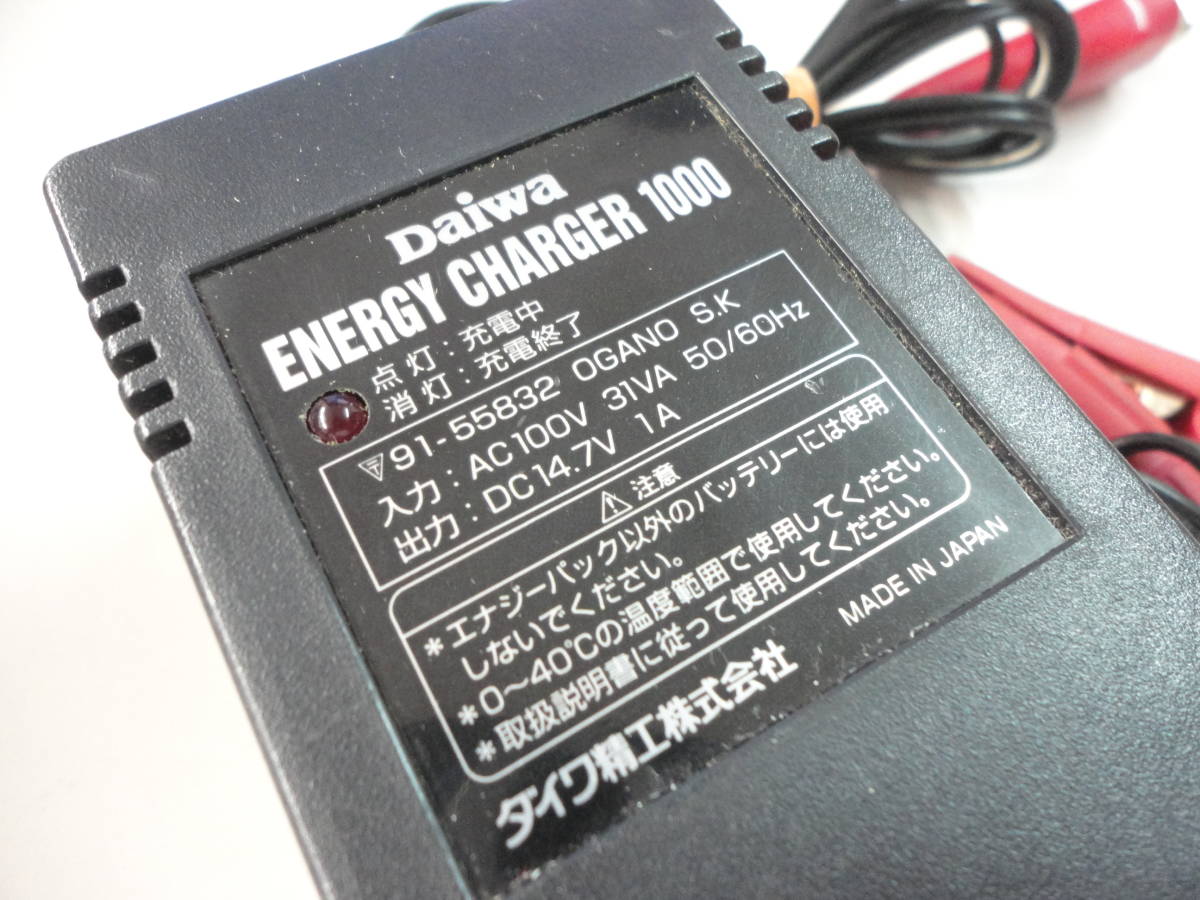 Daiwa
ENERGY CHARGER 1000
点灯:充電中
消灯:充電終了
91-55832 OGANO S.K
入力:AC100V 31VA 50/60Hz
出力:DC14.7V 1A
注意
*エナジーパック以外のバッテリーには使用
しないでください。
*0〜40℃の温度範囲で使用してください。
*取扱説明書に従って使用してください。
MADE IN JAPAN
ダイワ精工株式会社